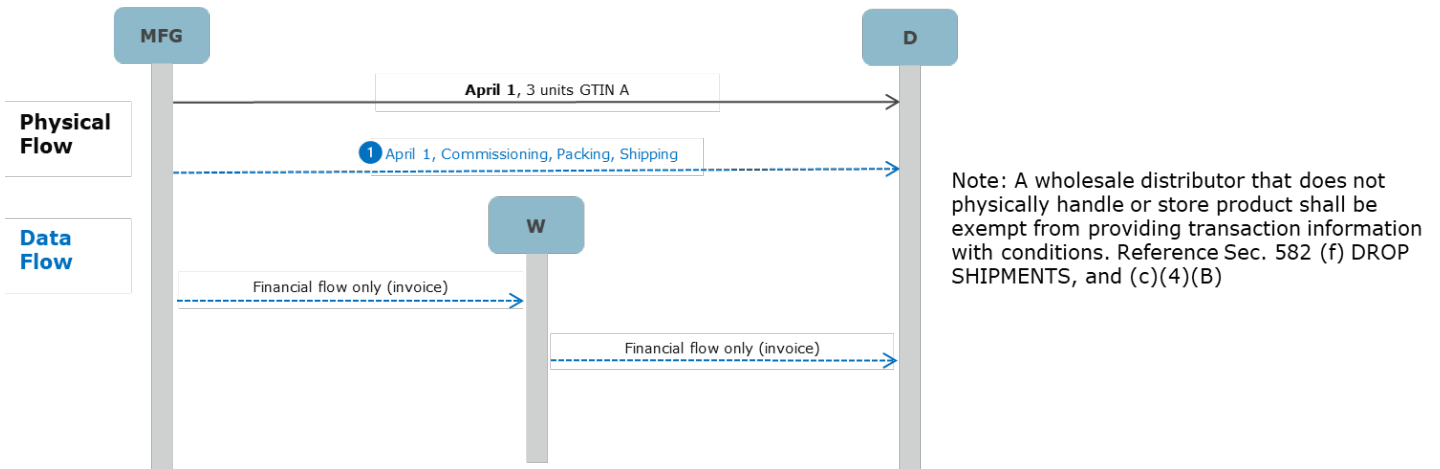 MFG
D
April 1, 3 units GTIN A
Physical
Flow
1 April 1, Commissioning, Packing, Shipping
Data
Flow
W
Financial flow only (invoice)
Financial flow only (invoice)
Note: A wholesale distributor that does not
physically handle or store product shall be
exempt from providing transaction information
with conditions. Reference Sec. 582 (f) DROP
SHIPMENTS, and (c)(4)(B)